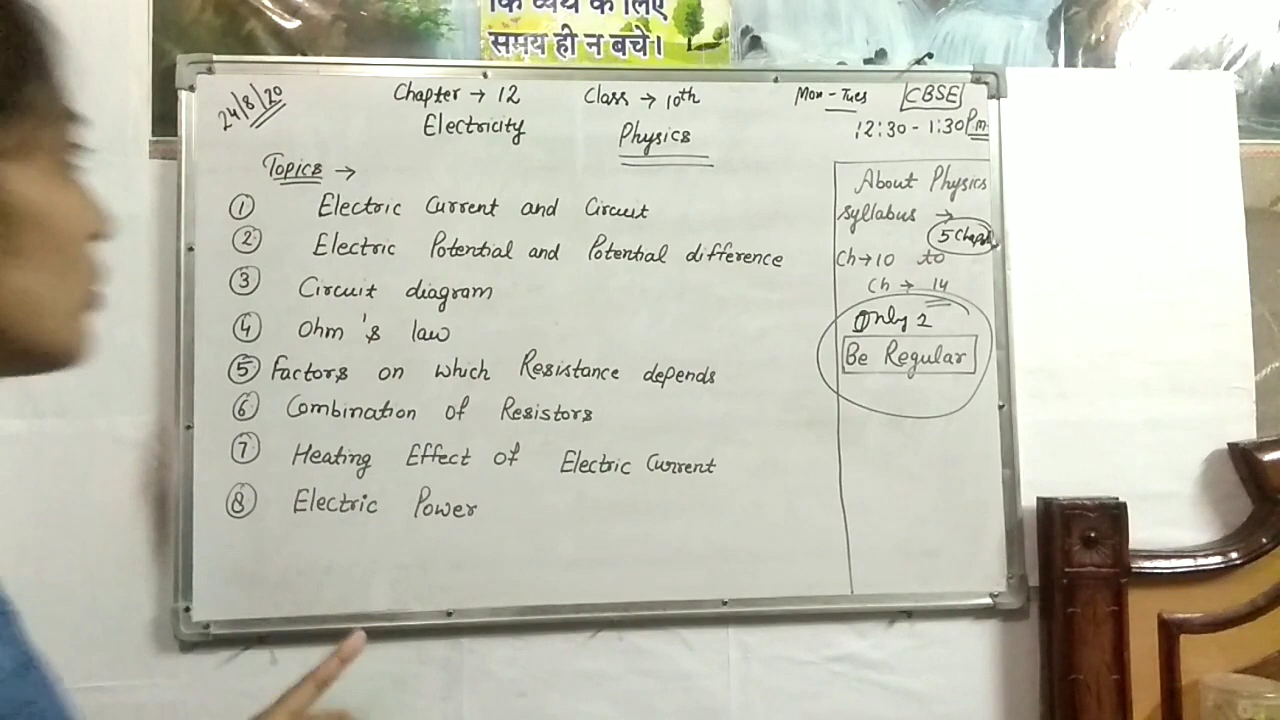 कि व्यर्थ के लिए
समय ही न बचे।
24/8/20
Chapter → 12 Class → 10th
Electricity Physics
Mon - Tues CBSE
12:30 - 1:30 Pm
Topics →
1 Electric Current and Circuit
2 Electric Potential and Potential difference
3 Circuit diagram
4 Ohm's law
5 Factors on which Resistance depends
6 Combination of Resistors
7 Heating Effect of Electric Current
8 Electric Power
About Physics
Syllabus →
5 Chapt
Ch → 10 to
Ch → 14
Only 2
Be Regular